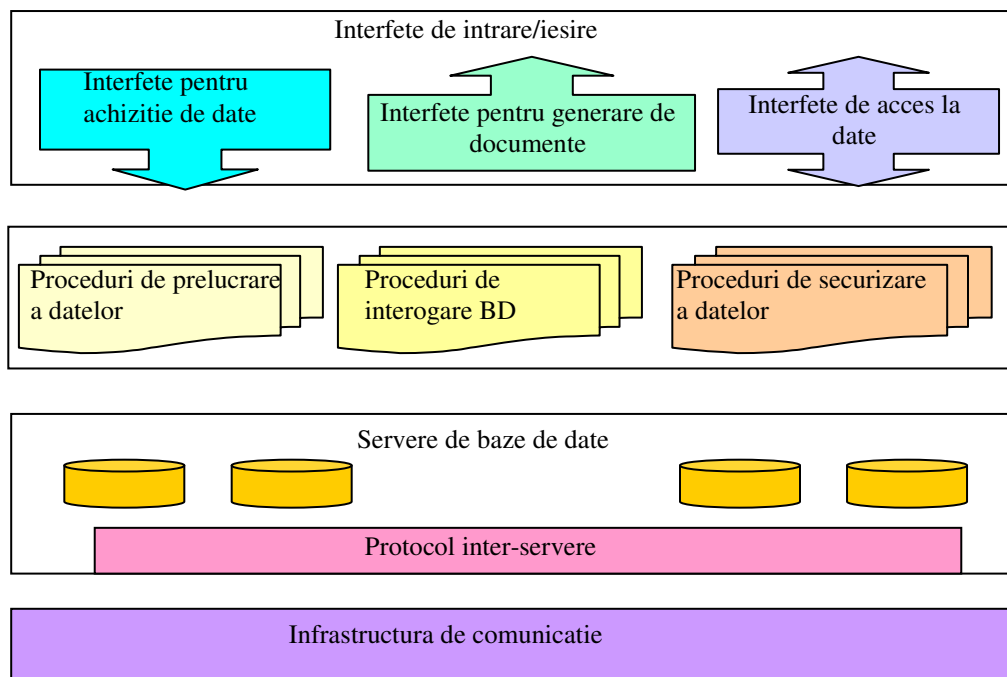 Interfete de intrare/iesire
Interfete pentru
achizitie de date
Interfete pentru generare de
documente
Interfete de acces la
date
Proceduri de prelucrare
a datelor
Proceduri de
interogare BD
Proceduri de securizare
a datelor
Servere de baze de date
Protocol inter-servere
Infrastructura de comunicatie